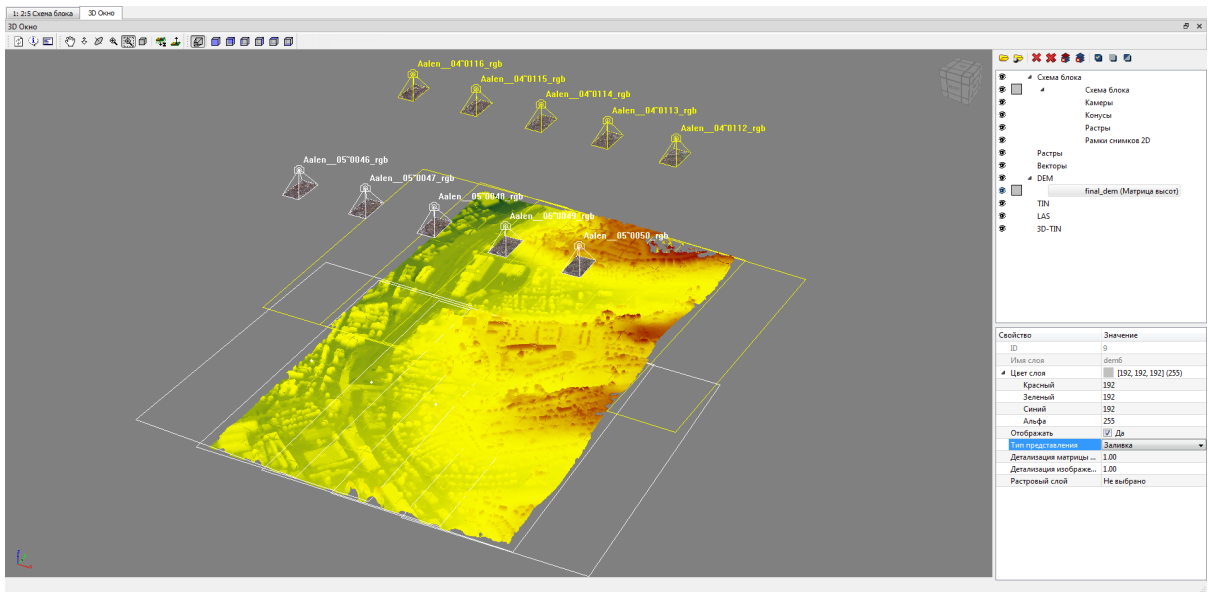 1: 2:5 Схема блока 3D Окно
3D Окно
Aalen__04~0116_rgb
Aalen__04~0115_rgb
Aalen__04~0114_rgb
Aalen__04~0113_rgb
Aalen__04~0112_rgb
Aalen__05~0046_rgb
Aalen__05~0047_rgb
Aalen__05~0048_rgb
Aalen__05~0049_rgb
Aalen__05~0050_rgb
Схема блока
Схема блока
Камеры
Конусы
Растры
Рамки снимков 2D
Растры
Векторы
DEM
final_dem (Матрица высот)
TIN
LAS
3D-TIN
Свойство Значение
ID 9
Имя слоя dem6
Цвет слоя [192, 192, 192] (255)
Красный 192
Зеленый 192
Синий 192
Альфа 255
Отображать Да
Тип представления Заливка
Детализация матрицы ... 1.00
Детализация изображе... 1.00
Растровый слой Не выбрано